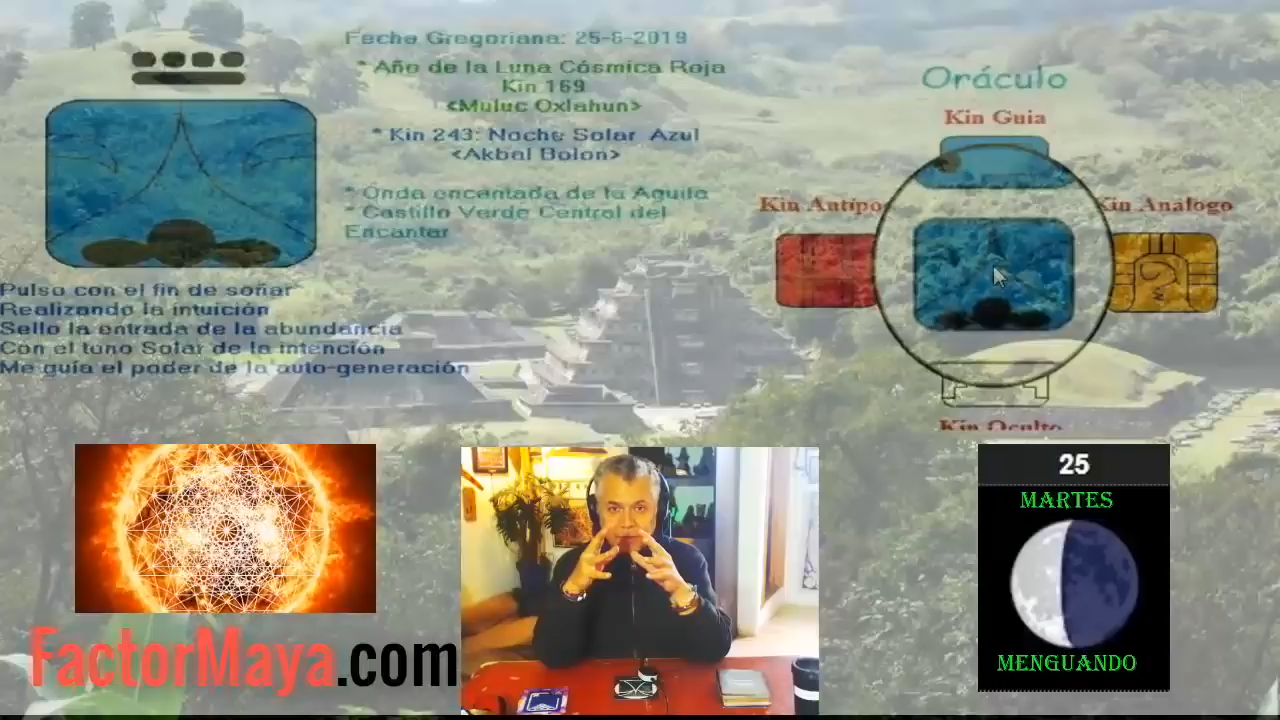 Fecha Gregoriana: 25-6-2019
* Año de la Luna Cósmica Roja
Kin 169
<Muluc Oxlahun>
* Kin 243: Noche Solar Azul
<Akbal Bolon>
* Onda encantada de la Aguila
* Castillo Verde Central del
Encantar
Pulso con el fin de soñar
Realizando la intuición
Sello la entrada de la abundancia
Con el tono Solar de la intención
Me guía el poder de la auto-generación
Oráculo
Kin Guia
Kin Antípo
Kin Análogo
Kin Oculto
FactorMaya.com
25
MARTES
MENGUANDO